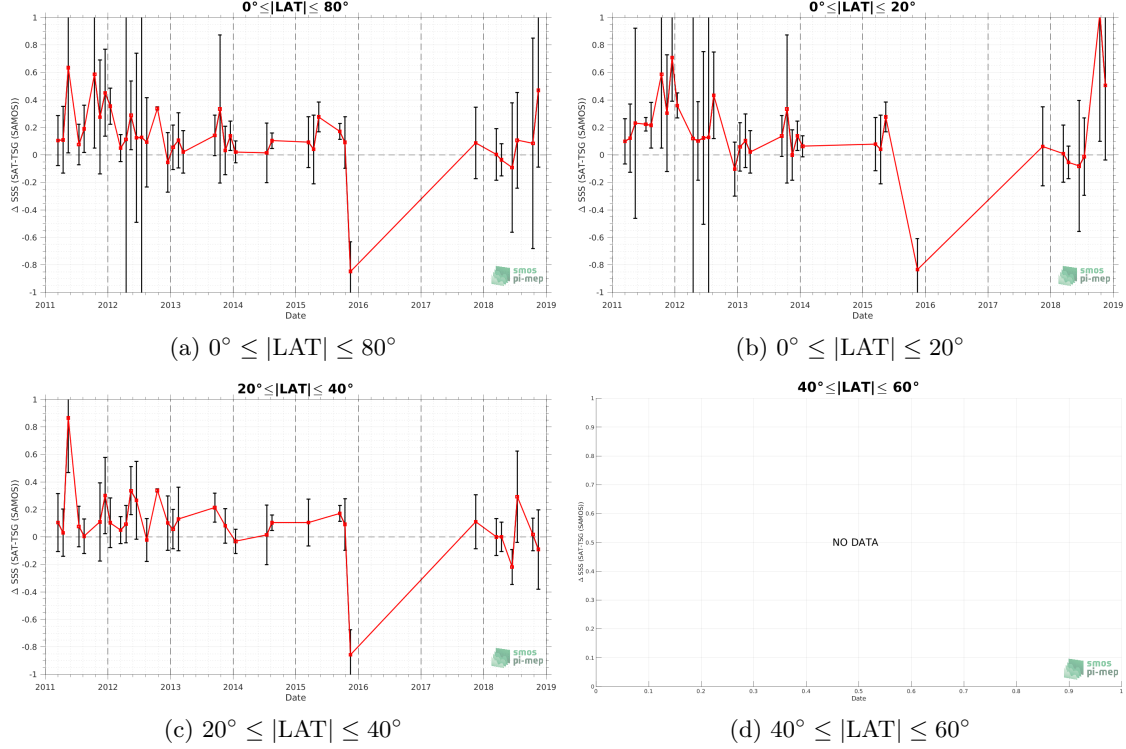 0°≤|LAT|≤ 80°
Δ SSS (SAT-TSG (SAMOS))
1
0.8
0.6
0.4
0.2
0
-0.2
-0.4
-0.6
-0.8
-1
2011 2012 2013 2014 2015 2016 2017 2018 2019
Date
smos
pi-mep
(a) 0° ≤ |LAT| ≤ 80°
0°≤|LAT|≤ 20°
Δ SSS (SAT-TSG (SAMOS))
1
0.8
0.6
0.4
0.2
0
-0.2
-0.4
-0.6
-0.8
-1
2011 2012 2013 2014 2015 2016 2017 2018 2019
Date
smos
pi-mep
(b) 0° ≤ |LAT| ≤ 20°
20°≤|LAT|≤ 40°
Δ SSS (SAT-TSG (SAMOS))
1
0.8
0.6
0.4
0.2
0
-0.2
-0.4
-0.6
-0.8
-1
2011 2012 2013 2014 2015 2016 2017 2018 2019
Date
smos
pi-mep
(c) 20° ≤ |LAT| ≤ 40°
40°≤|LAT|≤ 60°
Δ SSS (SAT-TSG (SAMOS))
1
0.9
0.8
0.7
0.6
0.5
0.4
0.3
0.2
0.1
0
NO DATA
0 0.1 0.2 0.3 0.4 0.5 0.6 0.7 0.8 0.9 1
Date
smos
pi-mep
(d) 40° ≤ |LAT| ≤ 60°